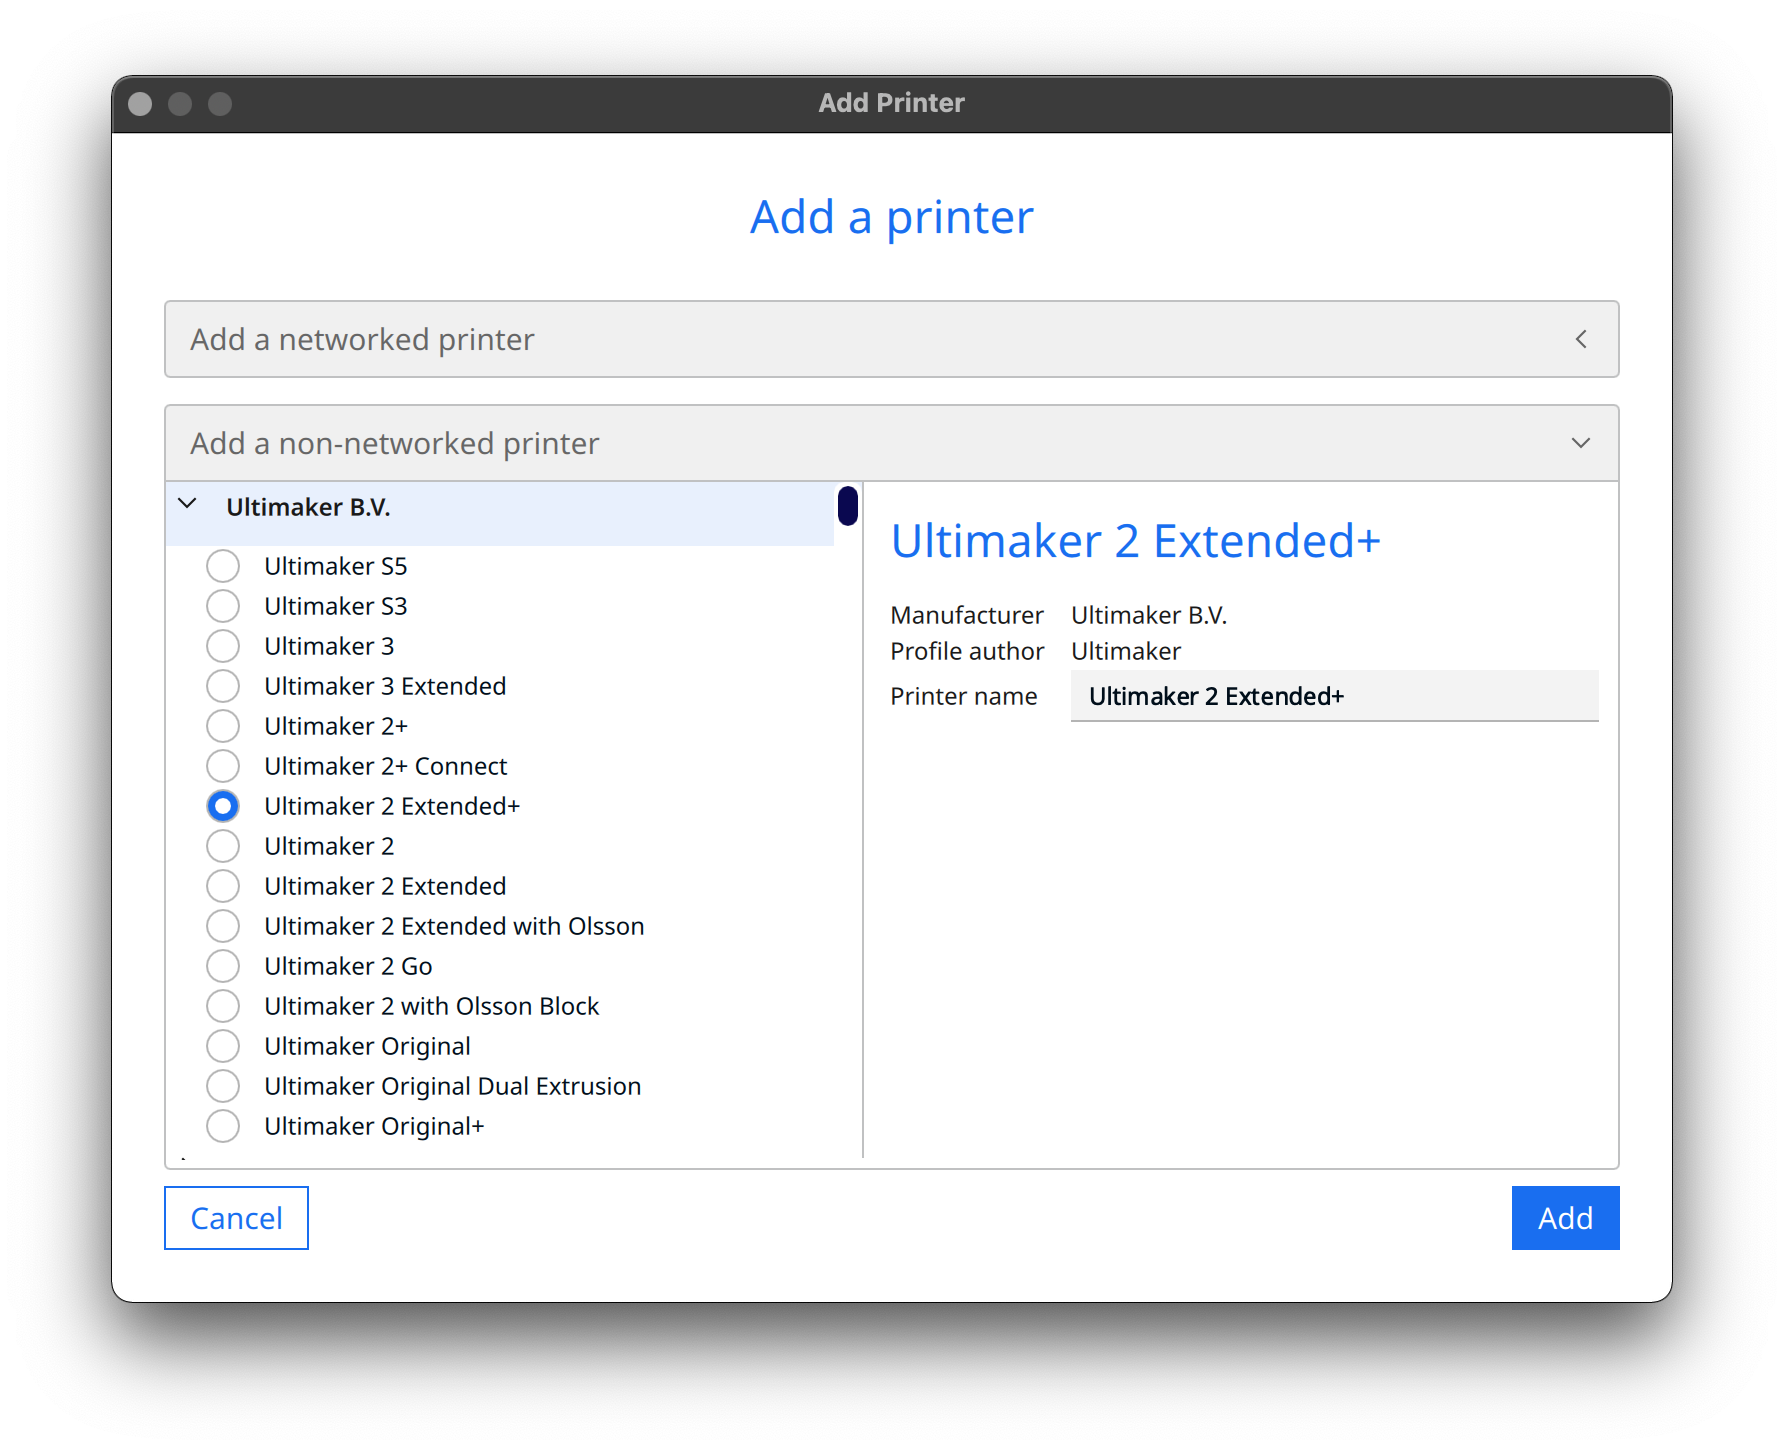 Add Printer
Add a printer
Add a networked printer
Add a non-networked printer
Ultimaker B.V.
Ultimaker S5
Ultimaker S3
Ultimaker 3
Ultimaker 3 Extended
Ultimaker 2+
Ultimaker 2+ Connect
Ultimaker 2 Extended+
Ultimaker 2
Ultimaker 2 Extended
Ultimaker 2 Extended with Olsson
Ultimaker 2 Go
Ultimaker 2 with Olsson Block
Ultimaker Original
Ultimaker Original Dual Extrusion
Ultimaker Original+
Ultimaker 2 Extended+
Manufacturer Ultimaker B.V.
Profile author Ultimaker
Printer name Ultimaker 2 Extended+
Cancel
Add